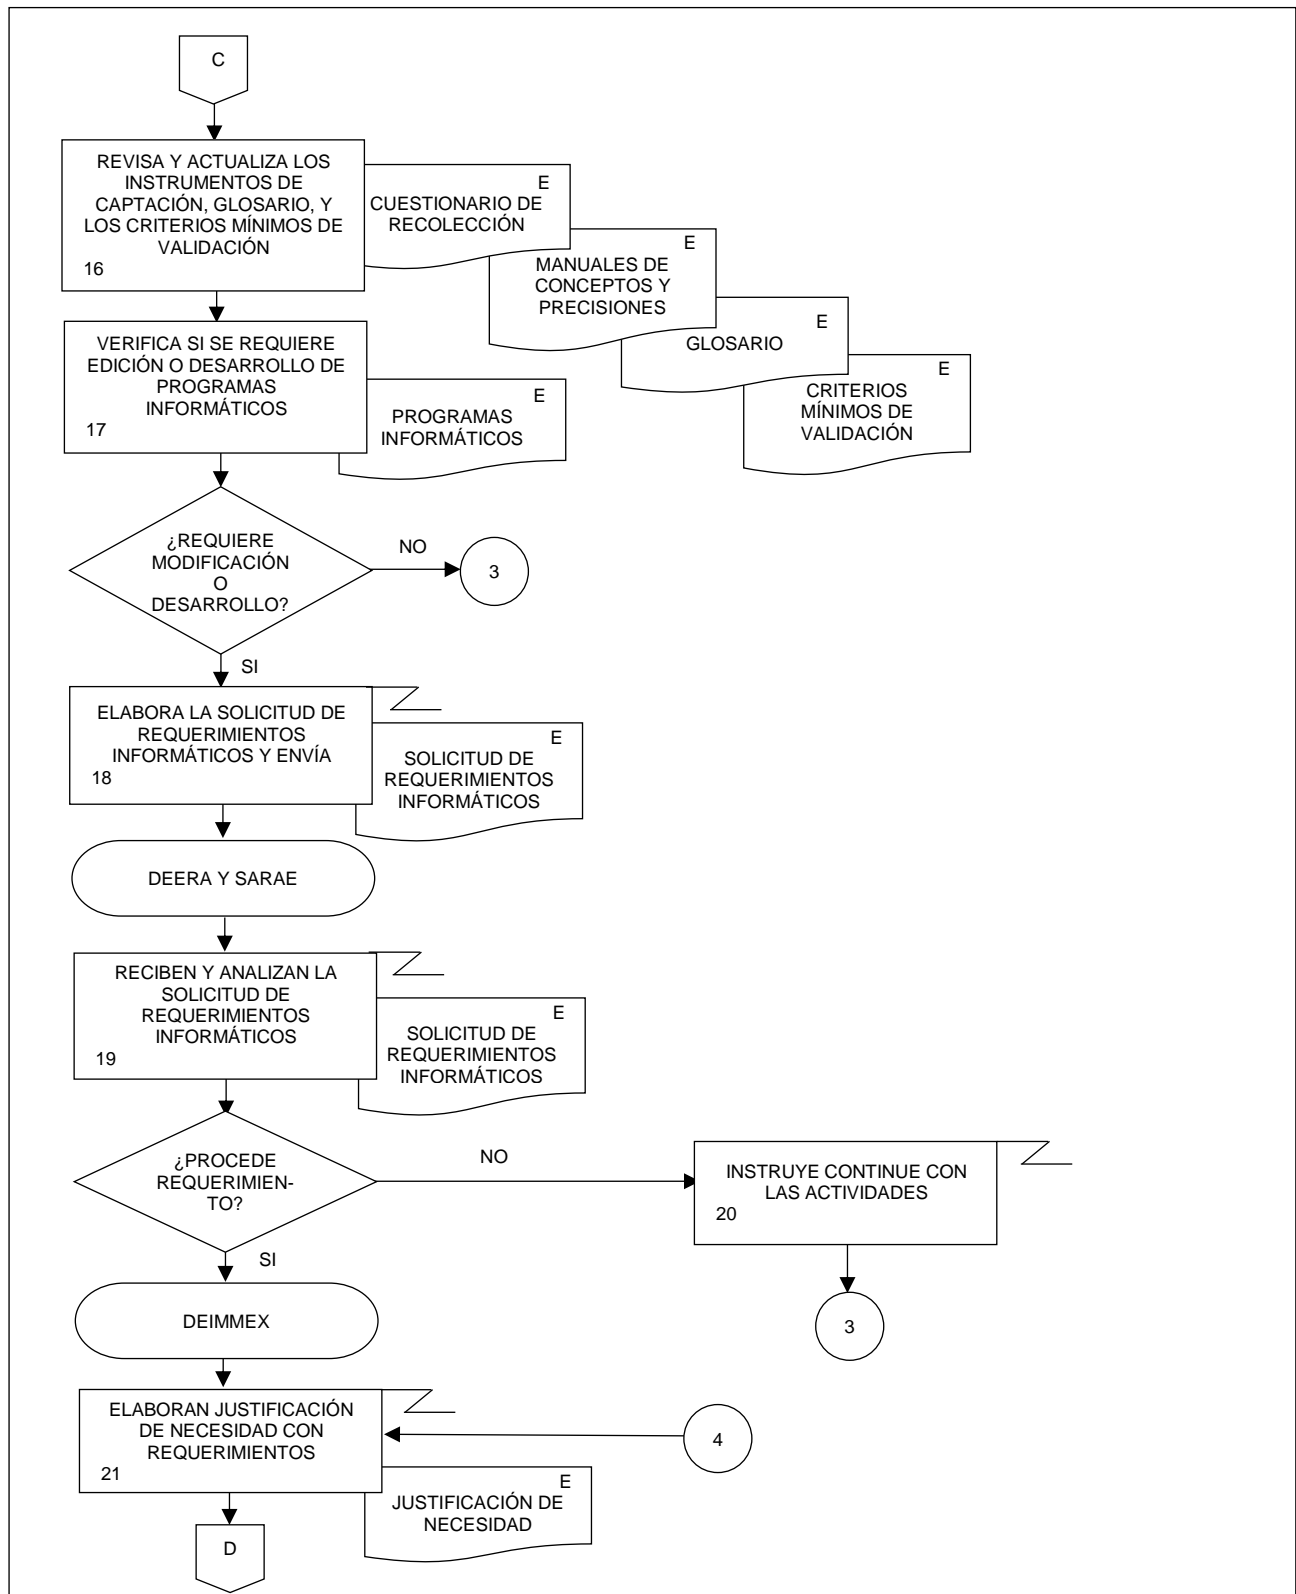 C
REVISA Y ACTUALIZA LOS
INSTRUMENTOS DE
CAPTACIÓN, GLOSARIO, Y
LOS CRITERIOS MÍNIMOS DE
VALIDACIÓN
16
E
CUESTIONARIO DE
RECOLECCIÓN
E
MANUALES DE
CONCEPTOS Y
PRECISIONES
E
GLOSARIO
E
CRITERIOS
MÍNIMOS DE
VALIDACIÓN
VERIFICA SI SE REQUIERE
EDICIÓN O DESARROLLO DE
PROGRAMAS
INFORMÁTICOS
17
E
PROGRAMAS
INFORMÁTICOS
¿REQUIERE
MODIFICACIÓN
O
DESARROLLO?
NO
3
SI
ELABORA LA SOLICITUD DE
REQUERIMIENTOS
INFORMÁTICOS Y ENVÍA
18
E
SOLICITUD DE
REQUERIMIENTOS
INFORMÁTICOS
DEERA Y SARAE
RECIBEN Y ANALIZAN LA
SOLICITUD DE
REQUERIMIENTOS
INFORMÁTICOS
19
E
SOLICITUD DE
REQUERIMIENTOS
INFORMÁTICOS
¿PROCEDE
REQUERIMIEN-
TO?
NO
INSTRUYE CONTINUE CON
LAS ACTIVIDADES
20
3
SI
DEIMMEX
ELABORAN JUSTIFICACIÓN
DE NECESIDAD CON
REQUERIMIENTOS
21
4
E
JUSTIFICACIÓN DE
NECESIDAD
D